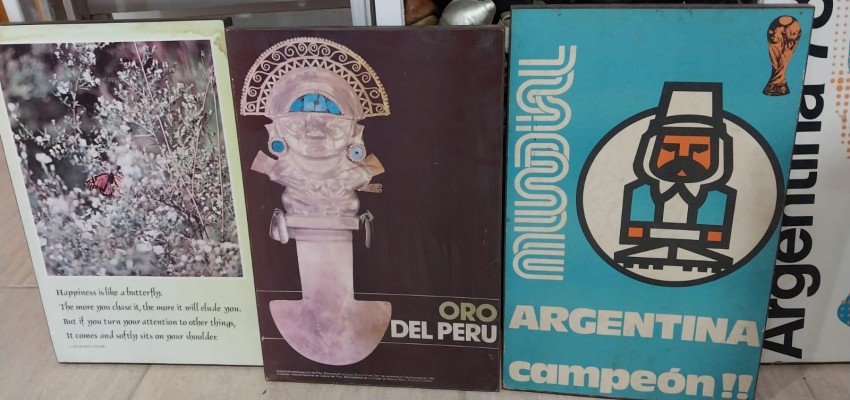 Happiness is like a butterfly.
The more you chase it, the more it will elude you.
But if you turn your attention to other things,
It comes and softly sits on your shoulder.
ORO
DEL PERU
MUNDIAL
ARGENTINA
campeón!!
Argentina 78